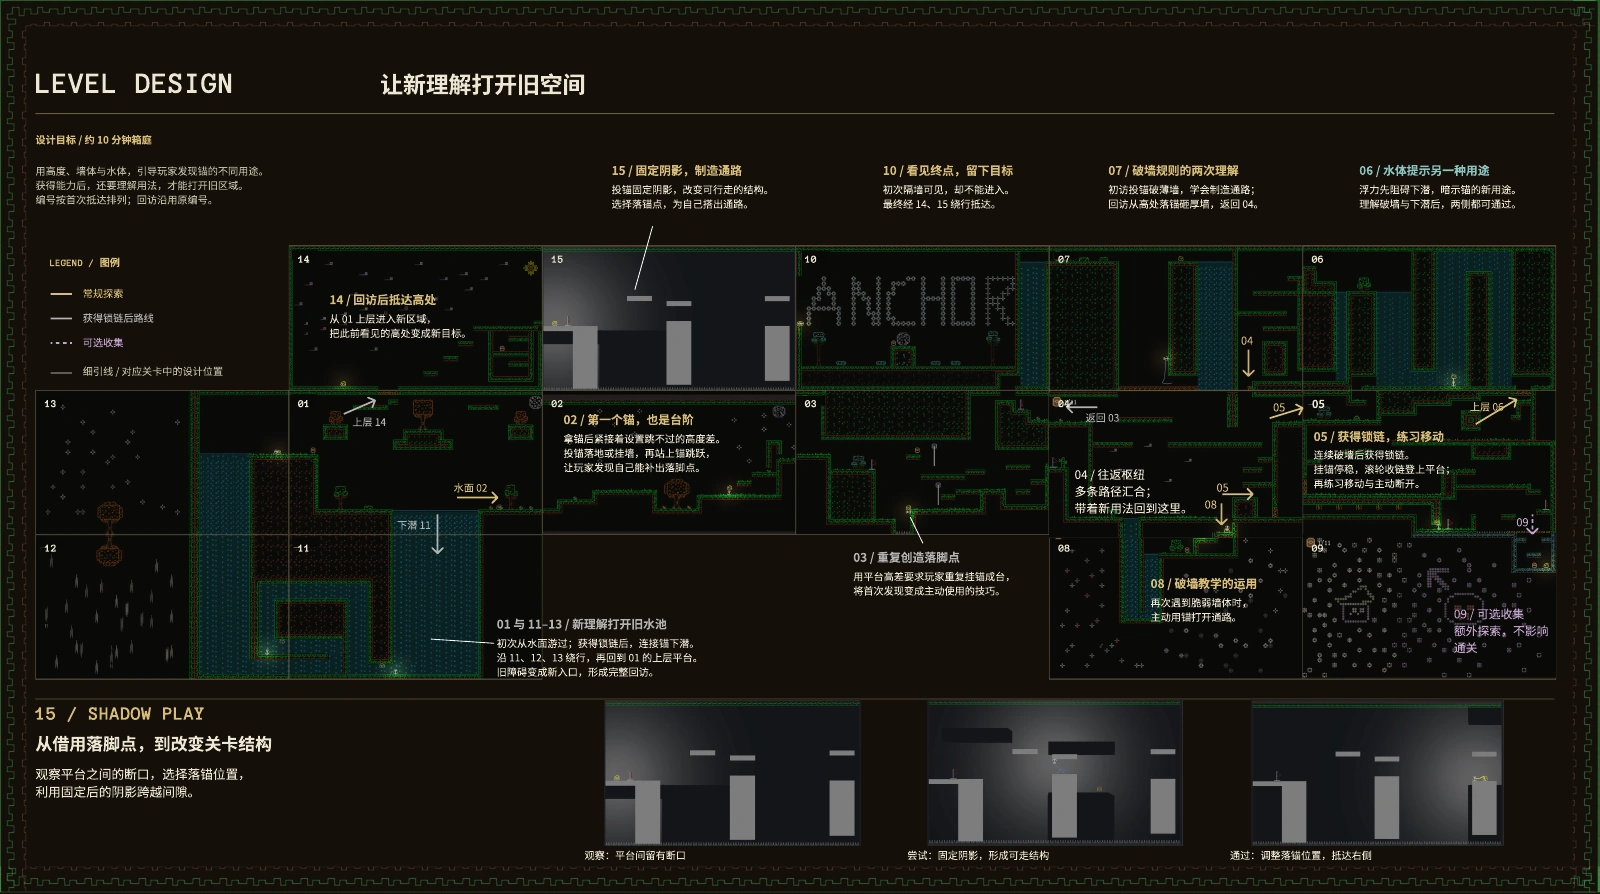 LEVEL DESIGN
让新理解打开旧空间
设计目标 / 约 10 分钟箱庭
用高度、墙体与水体，引导玩家发现锚的不同用途。
获得能力后，还要理解用法，才能打开旧区域。
编号按首次抵达排列；回访沿用原编号。
15 / 固定阴影，制造通路
投锚固定阴影，改变可行走的结构。
选择落锚点，为自己搭出通路。
10 / 看见终点，留下目标
初次隔墙可见，却不能进入。
最终经 14、15 绕行抵达。
07 / 破墙规则的两次理解
初访投锚破薄墙，学会制造通路；
回访从高处落锚砸厚墙，返回 04。
06 / 水体提示另一种用途
浮力先阻碍下潜，暗示锚的新用途。
理解破墙与下潜后，两侧都可通过。
LEGEND / 图例
常规探索
获得锁链后路线
可选收集
细引线 / 对应关卡中的设计位置
14
14 / 回访后抵达高处
从 01 上层进入新区域，
把此前看见的高处变成新目标。
15
10
ANCHOR
07
04
06
13
01
上层 14
水面 02
下潜 11
02
02 / 第一个锚，也是台阶
拿锚后紧接着设置跳不过的高度差。
投锚落地或挂墙，再站上锚跳跃，
让玩家发现自己能补出落脚点。
03
04
返回 03
05
04 / 往返枢纽
多条路径汇合；
带着新用法回到这里。
05
08
05
上层 06
05 / 获得锁链，练习移动
连续破墙后获得锁链。
挂锚停稳，滚轮收链登上平台；
再练习移动与主动断开。
09
12
11
01 与 11–13 / 新理解打开旧水池
初次从水面游过；获得锁链后，连接锚下潜。
沿 11、12、13 绕行，再回到 01 的上层平台。
旧障碍变成新入口，形成完整回访。
03 / 重复创造落脚点
用平台高差要求玩家重复挂锚成台，
将首次发现变成主动使用的技巧。
08
08 / 破墙教学的运用
再次遇到脆弱墙体时，
主动用锚打开通路。
09
09 / 可选收集
额外探索，不影响
通关
15 / SHADOW PLAY
从借用落脚点，到改变关卡结构
观察平台之间的断口，选择落锚位置，
利用固定后的阴影跨越间隙。
观察：平台间留有断口
尝试：固定阴影，形成可走结构
通过：调整落锚位置，抵达右侧